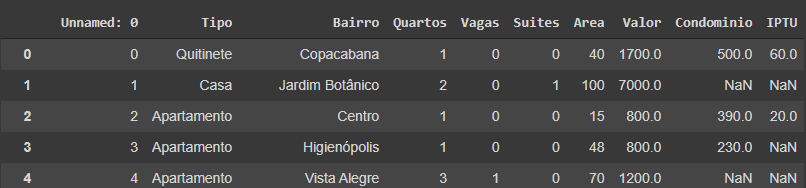 Unnamed: 0 Tipo Bairro Quartos Vagas Suites Area Valor Condominio IPTU
0 0 Quitinete Copacabana 1 0 0 40 1700.0 500.0 60.0
1 1 Casa Jardim Botânico 2 0 1 100 7000.0 NaN NaN
2 2 Apartamento Centro 1 0 0 15 800.0 390.0 20.0
3 3 Apartamento Higienópolis 1 0 0 48 800.0 230.0 NaN
4 4 Apartamento Vista Alegre 3 1 0 70 1200.0 NaN NaN